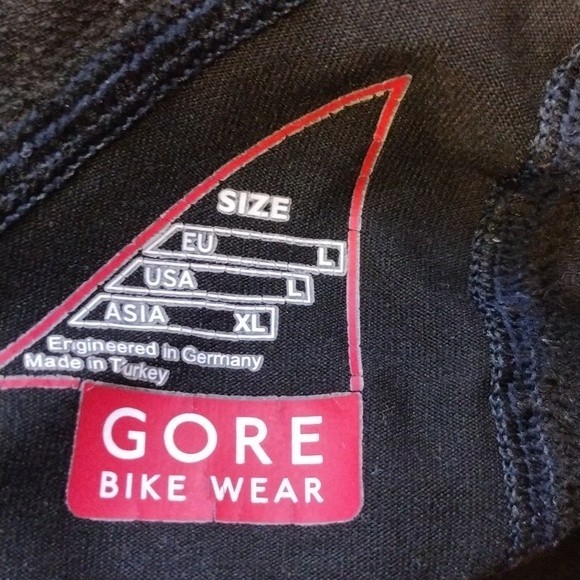 SIZE
EU L
USA L
ASIA XL
Engineered in Germany
Made in Turkey
GORE
BIKE WEAR